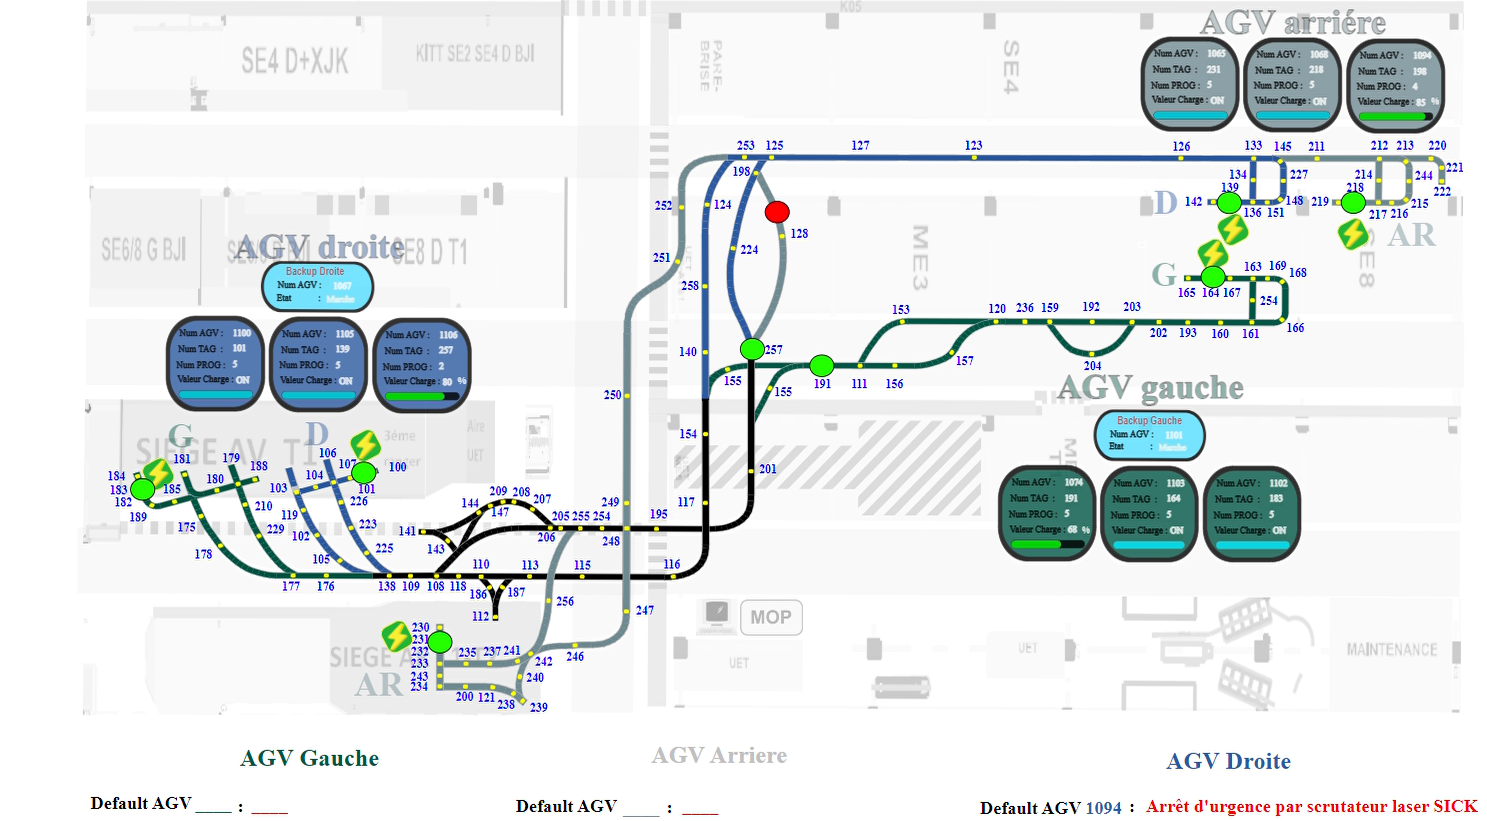 K05
AGV arriére
SE4 D+XJK
KITT SE2 SE4 D BJI
PARE-BRISE
SE4
Num AGV : 1065
Num TAG : 231
Num PROG : 5
Valeur Charge : ON
Num AGV : 1068
Num TAG : 218
Num PROG : 5
Valeur Charge : ON
Num AGV : 1094
Num TAG : 198
Num PROG : 4
Valeur Charge : 85 %
253 125 127 123 126 133 145 211 212 213 220
198 134 227 214 244 221
222
252 124 128 D 142 139 136 151 148 219 218 217 216 215
AR
SE6/8 G BJI
SE8 D T1
AGV droite
ME3
SE8
251 224 258
G 165 164 167 163 169 168
254
166
Backup Droite
Num AGV : 1067
Etat : Marche
Num AGV : 1100
Num TAG : 101
Num PROG : 5
Valeur Charge : ON
Num AGV : 1105
Num TAG : 139
Num PROG : 5
Valeur Charge : ON
Num AGV : 1106
Num TAG : 257
Num PROG : 2
Valeur Charge : 80 %
153 120 236 159 192 203 202 193 160 161
140 257 155 155 191 111 156 157 204
250
AGV gauche
Backup Gauche
Num AGV : 1101
Etat : Marche
Num AGV : 1074
Num TAG : 191
Num PROG : 5
Valeur Charge : 68 %
Num AGV : 1103
Num TAG : 164
Num PROG : 5
Valeur Charge : ON
Num AGV : 1102
Num TAG : 183
Num PROG : 5
Valeur Charge : ON
SIEGE AV T1
3éme
Aire
UET
G D
181 179 188 106 107 100
184 183 182 185 180 104 103 101
189 210 226
175 229 119 223
178 102 225
105
154 201 117
209 208 207
144 147
141 143 205 255 254 249 195
206 248
177 176 138 109 108 118 110 113 115 116
186 187
112
256 247
230
231
232
233 235 237 241 242 246
243 240
234 200 121 238 239
SIEGE A
AR
MOP
UET
UET
MAINTENANCE
AGV Gauche
AGV Arriere
AGV Droite
Default AGV ____ : ____
Default AGV ____ : ____
Default AGV 1094 : Arrêt d'urgence par scrutateur laser SICK